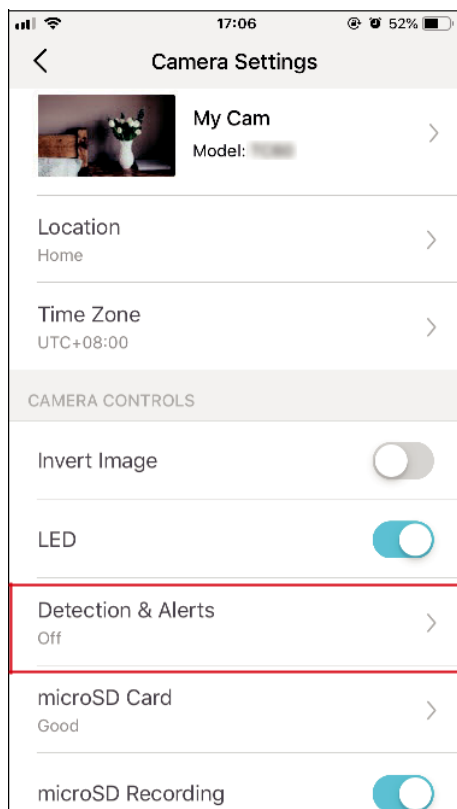 17:06
52%
Camera Settings
My Cam
Model:
Location
Home
Time Zone
UTC+08:00
CAMERA CONTROLS
Invert Image
LED
Detection & Alerts
Off
microSD Card
Good
microSD Recording